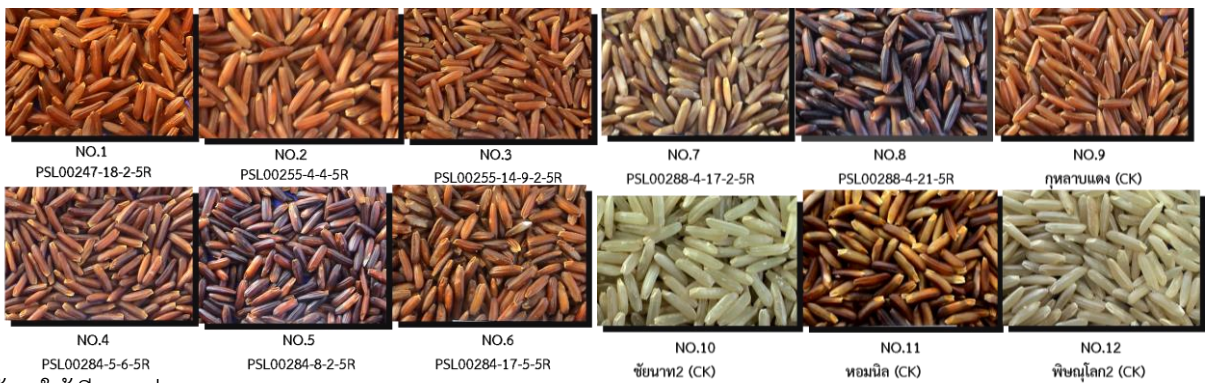 NO.1
PSL00247-18-2-5R
NO.2
PSL00255-4-4-5R
NO.3
PSL00255-14-9-2-5R
NO.7
PSL00288-4-17-2-5R
NO.8
PSL00288-4-21-5R
NO.9
กุหลาบแดง (CK)
NO.4
PSL00284-5-6-5R
NO.5
PSL00284-8-2-5R
NO.6
PSL00284-17-5-5R
NO.10
ชัยนาท2 (CK)
NO.11
หอมนิล (CK)
NO.12
พิษณุโลก2 (CK)